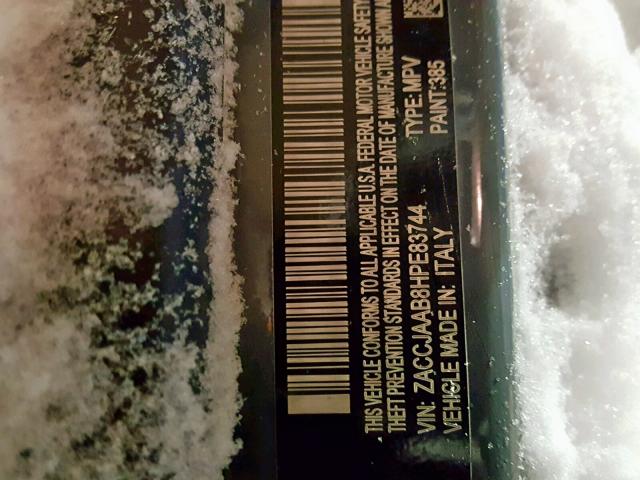 THIS VEHICLE CONFORMS TO ALL APPLICABLE U.S.A. FEDERAL MOTOR VEHICLE SAFETY
THEFT PREVENTION STANDARDS IN EFFECT ON THE DATE OF MANUFACTURE SHOWN
VIN: ZACCJAAB8HPE83744 TYPE: MPV
VEHICLE MADE IN: ITALY PAINT:385